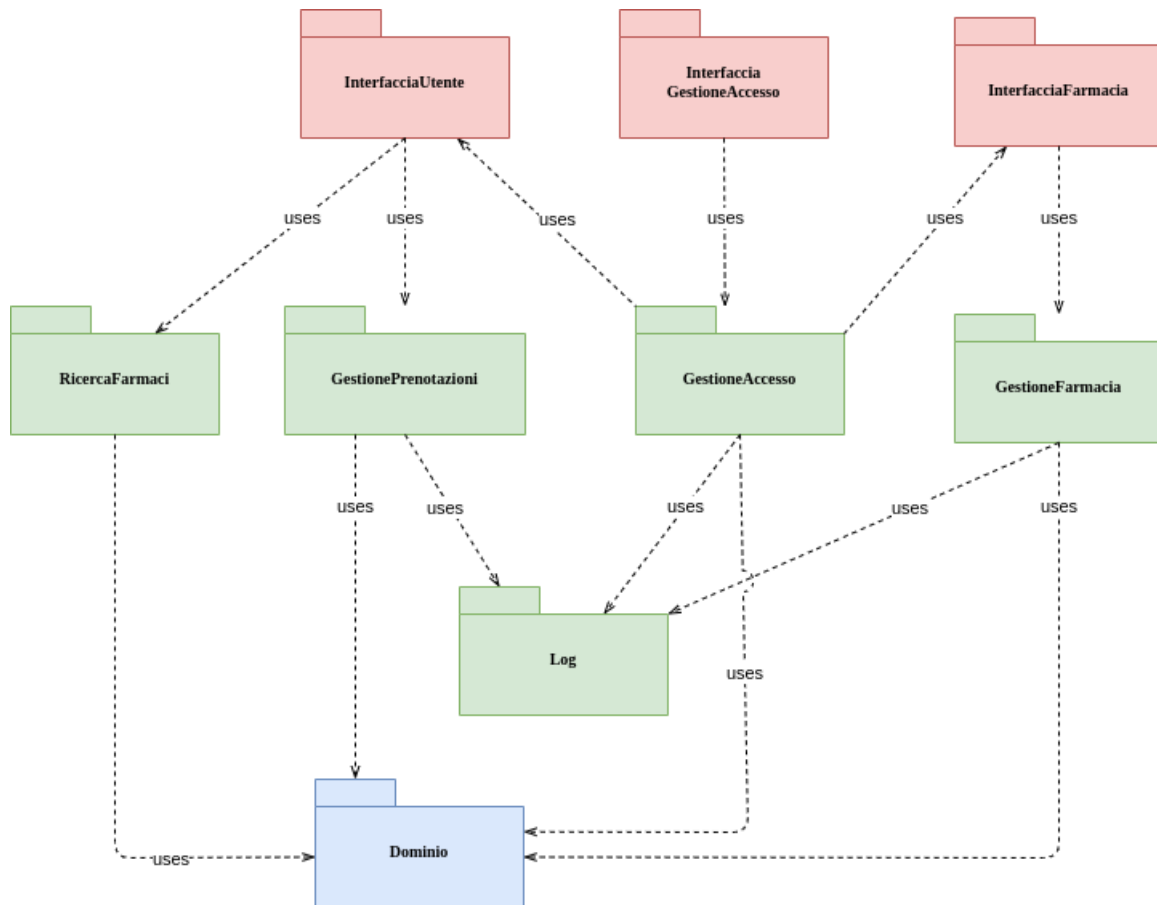 InterfacciaUtente
Interfaccia
GestioneAccesso
InterfacciaFarmacia
uses
uses
uses
uses
uses
uses
RicercaFarmaci
GestionePrenotazioni
GestioneAccesso
GestioneFarmacia
uses
uses
uses
uses
uses
Log
uses
Dominio
uses